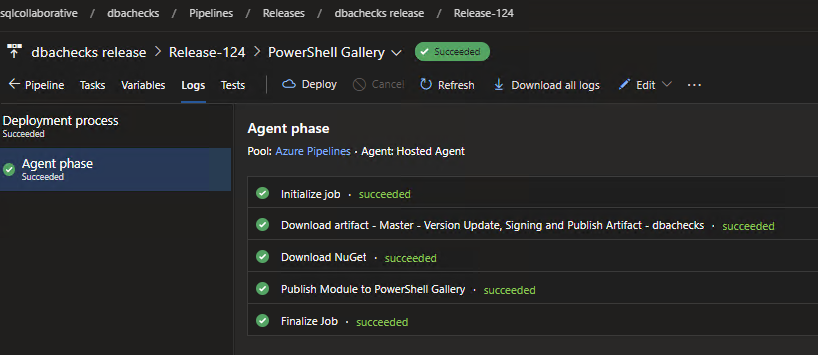 sqlcollaborative / dbachecks / Pipelines / Releases / dbachecks release / Release-124
dbachecks release > Release-124 > PowerShell Gallery Succeeded
Pipeline Tasks Variables Logs Tests Deploy Cancel Refresh Download all logs Edit ...
Deployment process
Succeeded
Agent phase
Succeeded
Agent phase
Pool: Azure Pipelines · Agent: Hosted Agent
Initialize job · succeeded
Download artifact - Master - Version Update, Signing and Publish Artifact - dbachecks · succeeded
Download NuGet · succeeded
Publish Module to PowerShell Gallery · succeeded
Finalize Job · succeeded